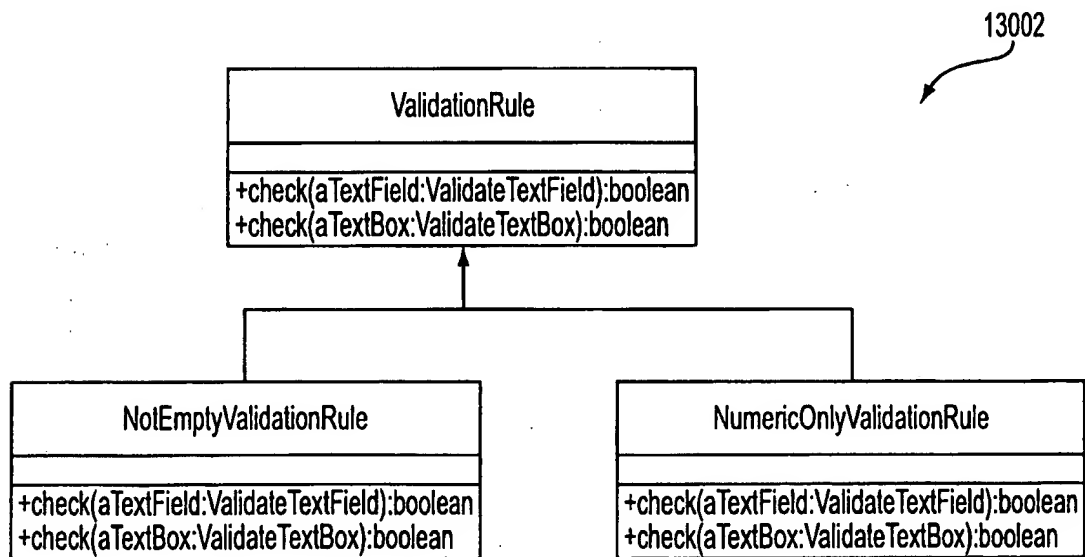 13002
ValidationRule
+check(aTextField:ValidateTextField):boolean
+check(aTextBox:ValidateTextBox):boolean
NotEmptyValidationRule
+check(aTextField:ValidateTextField):boolean
+check(aTextBox:ValidateTextBox):boolean
NumericOnlyValidationRule
+check(aTextField:ValidateTextField):boolean
+check(aTextBox:ValidateTextBox):boolean